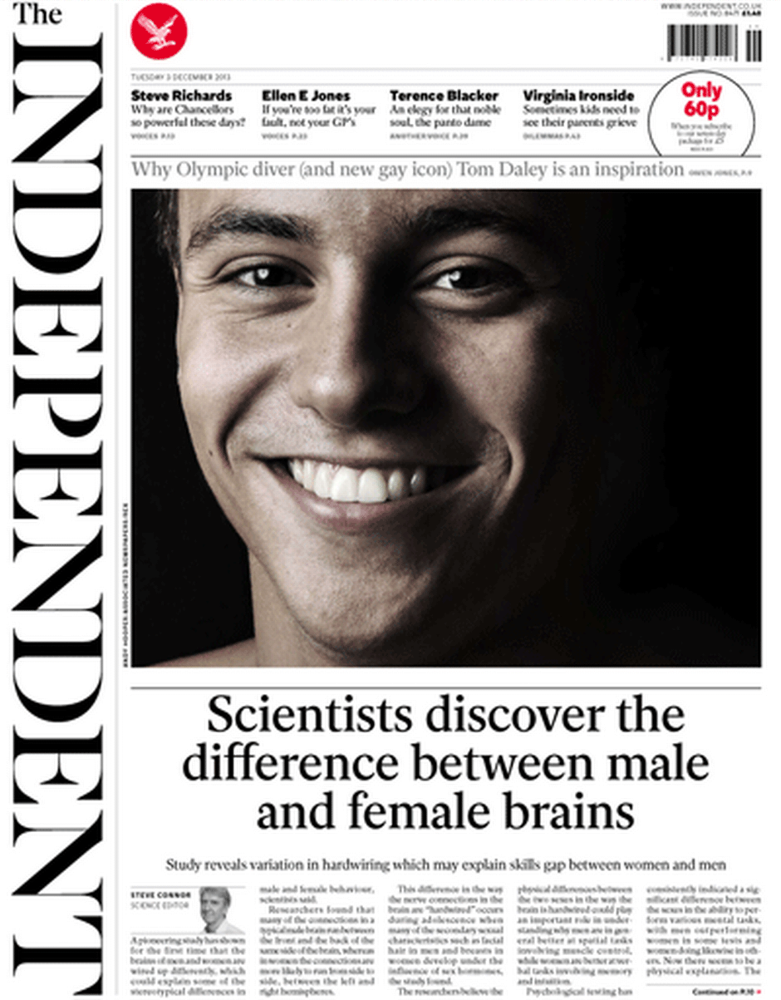 The
INDEPENDENT
WWW.INDEPENDENT.CO.UK
TUESDAY 3 DECEMBER 2013
Steve Richards
Why are Chancellors
so powerful these days?
VOICES P.13
Ellen E Jones
If you're too fat it's your
fault, not your GP's
VOICES P.23
Terence Blacker
An elegy for that noble
soul, the panto dame
ANOTHER VOICE P.39
Virginia Ironside
Sometimes kids need to
see their parents grieve
DILEMMAS P.43
Only
60p
When you subscribe
to our seven day
package for £5
Why Olympic diver (and new gay icon) Tom Daley is an inspiration OWEN JONES, P.9
ANDY HOOPER/ASSOCIATED NEWSPAPERS/REX
Scientists discover the
difference between male
and female brains
Study reveals variation in hardwiring which may explain skills gap between women and men
STEVE CONNOR
SCIENCE EDITOR
A pioneering study has shown
for the first time that the
brains of men and women are
wired up differently, which
could explain some of the
stereotypical differences in
male and female behaviour,
scientists said.
Researchers found that
many of the connections in a
typical male brain run between
the front and the back of the
same side of the brain, whereas
in women the connections are
more likely to run from side to
side, between the left and
right hemispheres.
This difference in the way
the nerve connections in the
brain are "hardwired" occurs
during adolescence when
many of the secondary sexual
characteristics such as facial
hair in men and breasts in
women develop under the
influence of sex hormones,
the study found.
The researchers believe the
physical differences between
the two sexes in the way the
brain is hardwired could play
an important role in under-
standing why men are in gen-
eral better at spatial tasks
involving muscle control,
while women are better at ver-
bal tasks involving memory
and intuition.
Psychological testing has
consistently indicated a sig-
nificant difference between
the sexes in the ability to per-
form various mental tasks,
with men outperforming
women in some tests and
women doing likewise in oth-
ers. Now there seems to be a
physical explanation. The
Continued on P.10